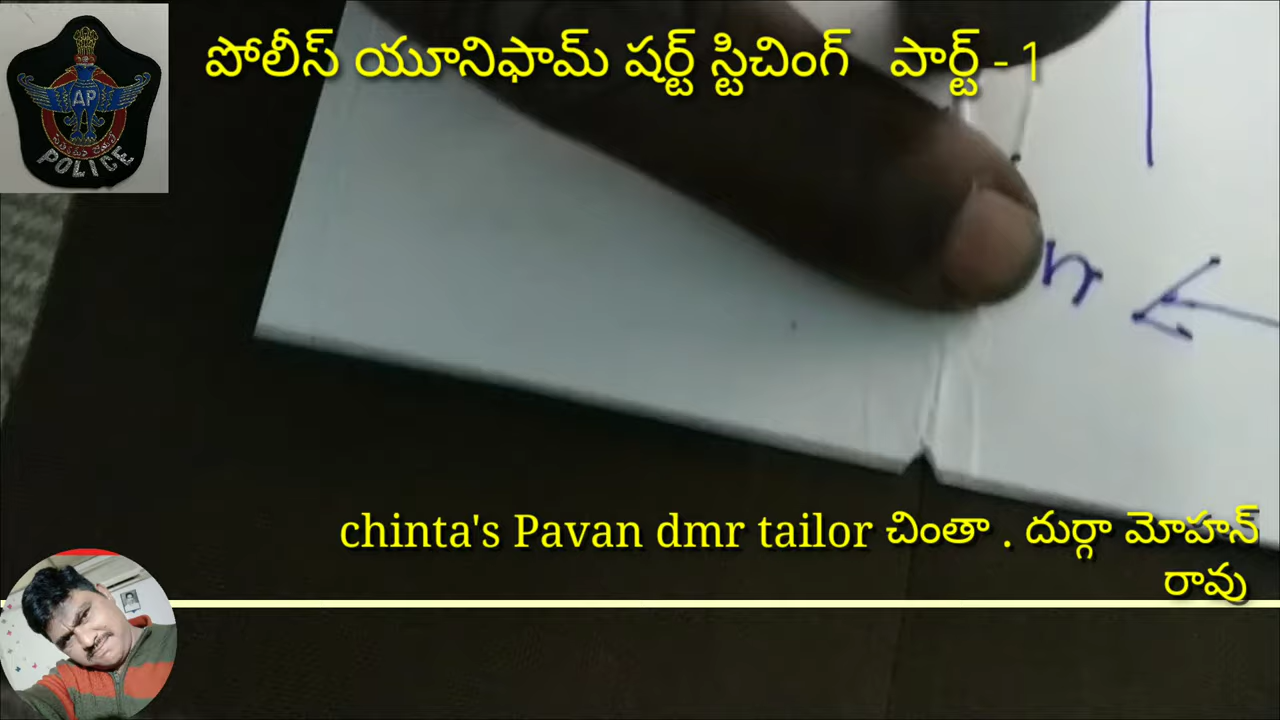 పోలీస్ యూనిఫామ్ షర్ట్ స్టిచింగ్ పార్ట్ - 1
AP
POLICE
chinta's Pavan dmr tailor చింతా . దుర్గా మోహన్
రావు